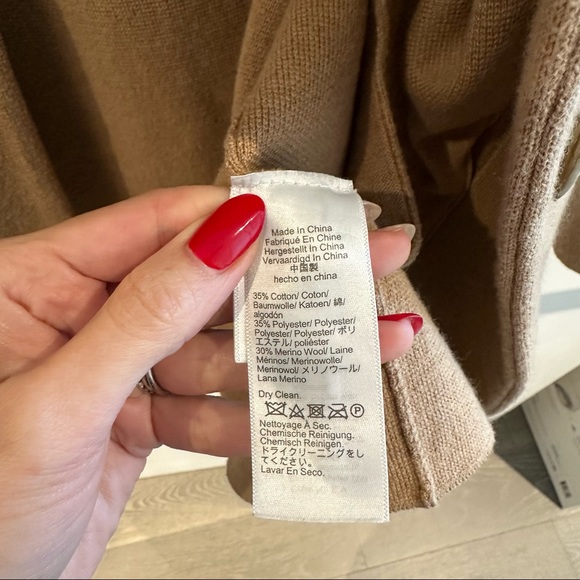 Made In China
Fabriqué En Chine
Hergestellt In China
Vervaardigd In China
中国製
hecho en china
35% Cotton/ Coton/
Baumwolle/ Katoen/ 綿/
algodón
35% Polyester/ Polyester/
Polyester/ Polyester/ ポリ
エステル/ poliéster
30% Merino Wool/ Laine
Mérinos/ Merinowolle/
Merinowol/ メリノウール/
Lana Merino
Dry Clean.
P
Nettoyage À Sec.
Chemische Reinigung.
Chemisch Reinigen.
ドライクリーニングをし
てください。
Lavar En Seco.